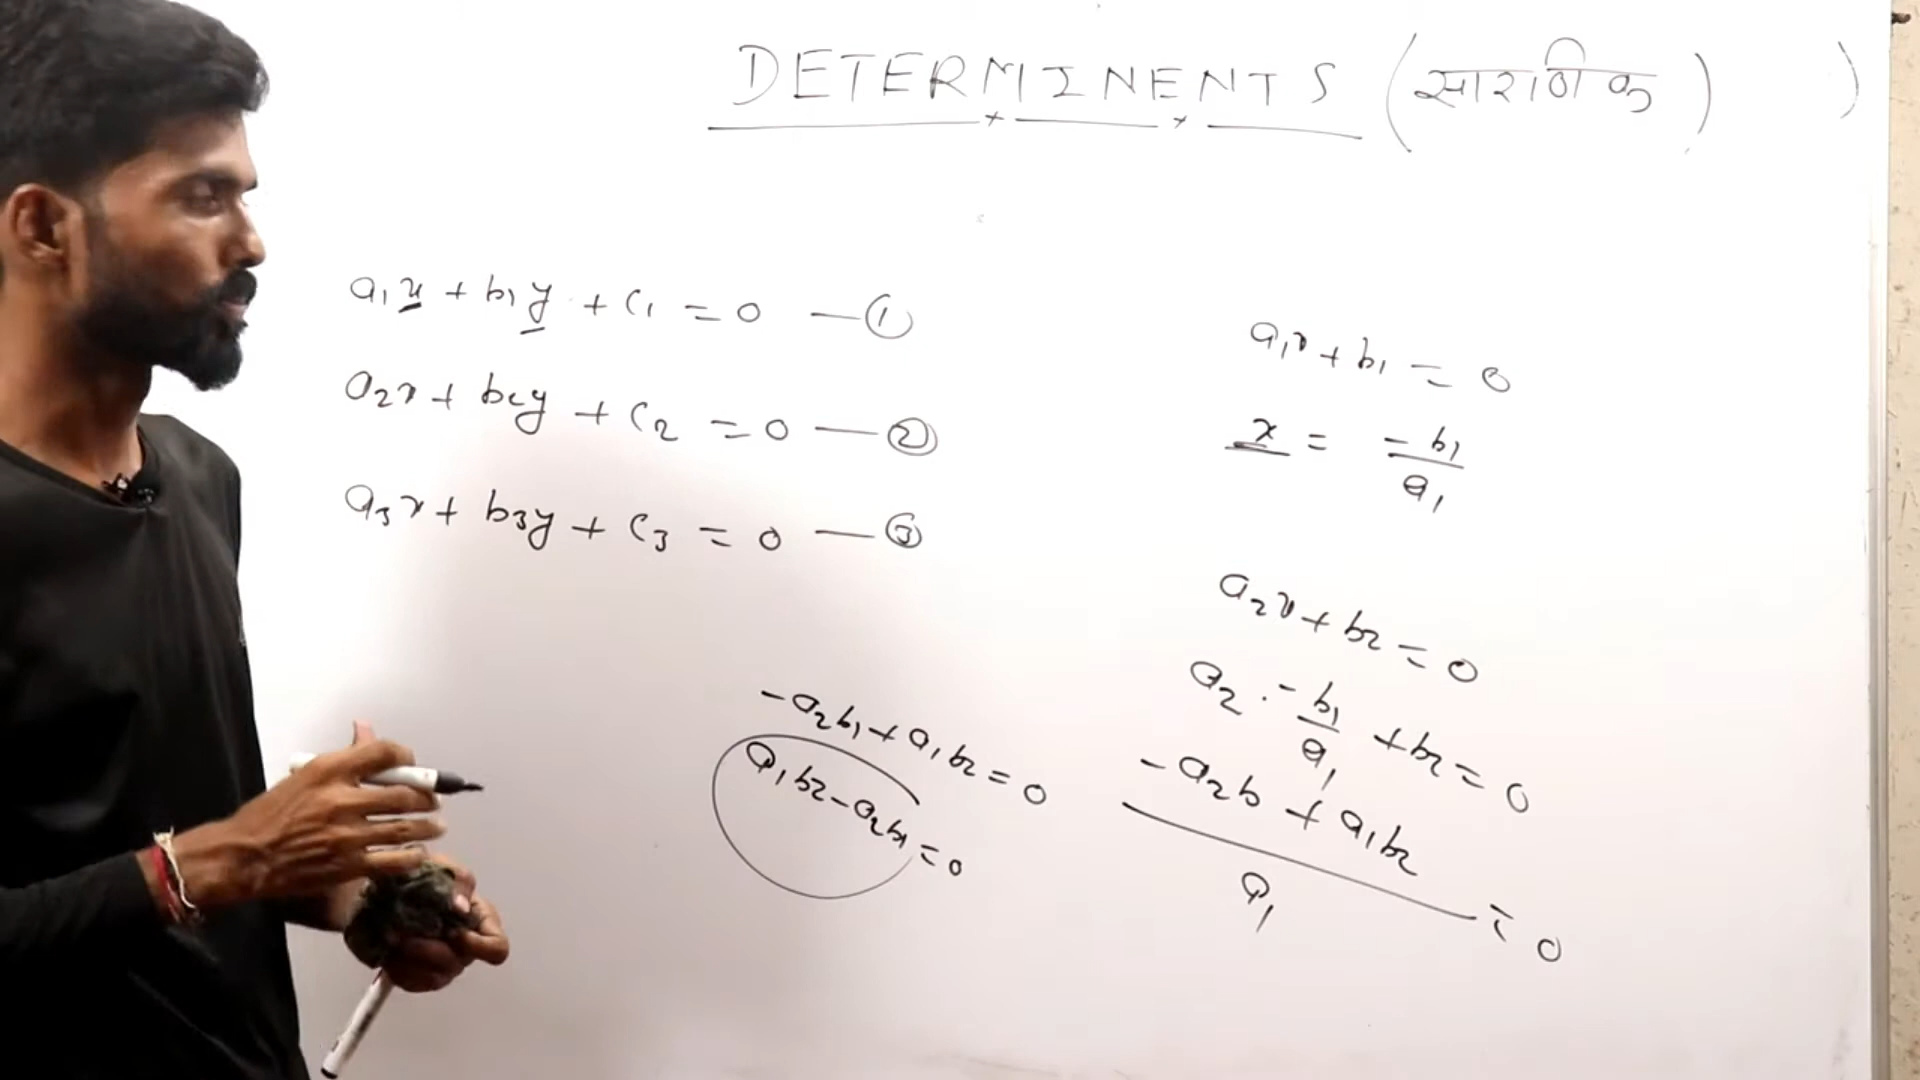 DETERMINENTS (सारणिक) )
a₁x + b₁y + c₁ = 0 — ①
a₂x + b₂y + c₂ = 0 — ②
a₃x + b₃y + c₃ = 0 — ③
a₁x + b₁ = 0
x = -b₁/a₁
a₂x + b₂ = 0
a₂ · -b₁/a₁ + b₂ = 0
(-a₂b + a₁b₂)/a₁ = 0
-a₂b₁ + a₁b₂ = 0
a₁b₂ - a₂b₁ = 0